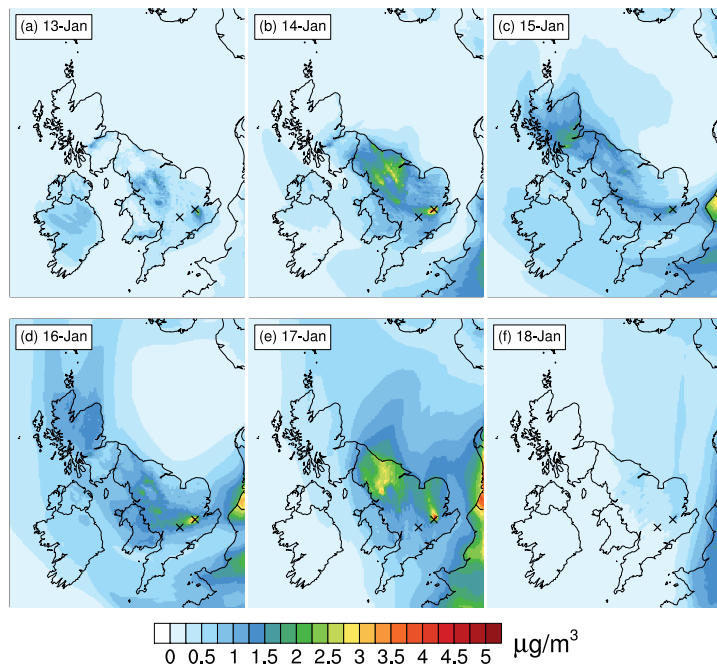 (a) 13-Jan
(b) 14-Jan
(c) 15-Jan
(d) 16-Jan
(e) 17-Jan
(f) 18-Jan
0 0.5 1 1.5 2 2.5 3 3.5 4 4.5 5 μg/m³